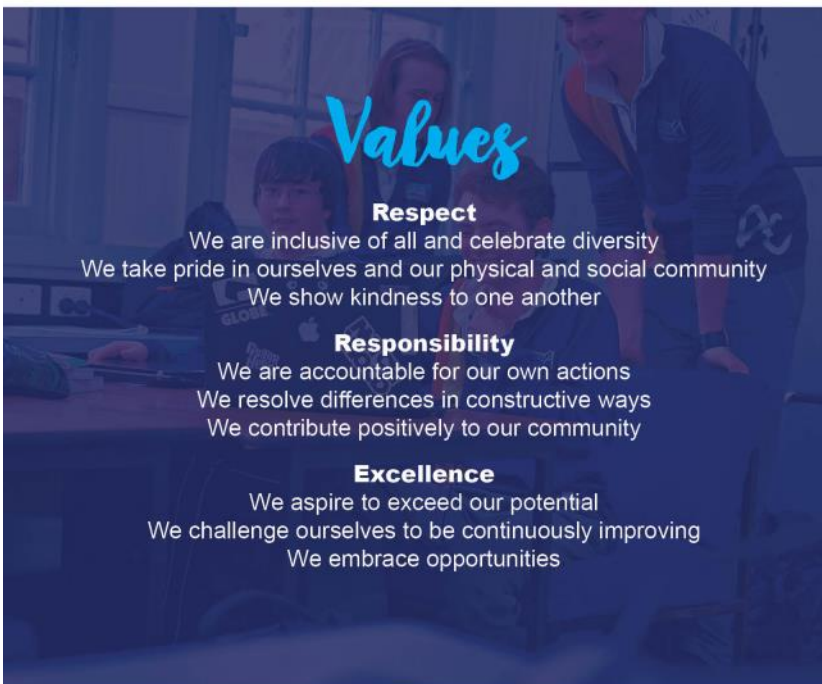 Values
Respect
We are inclusive of all and celebrate diversity
We take pride in ourselves and our physical and social community
We show kindness to one another
Responsibility
We are accountable for our own actions
We resolve differences in constructive ways
We contribute positively to our community
Excellence
We aspire to exceed our potential
We challenge ourselves to be continuously improving
We embrace opportunities
GLOBE